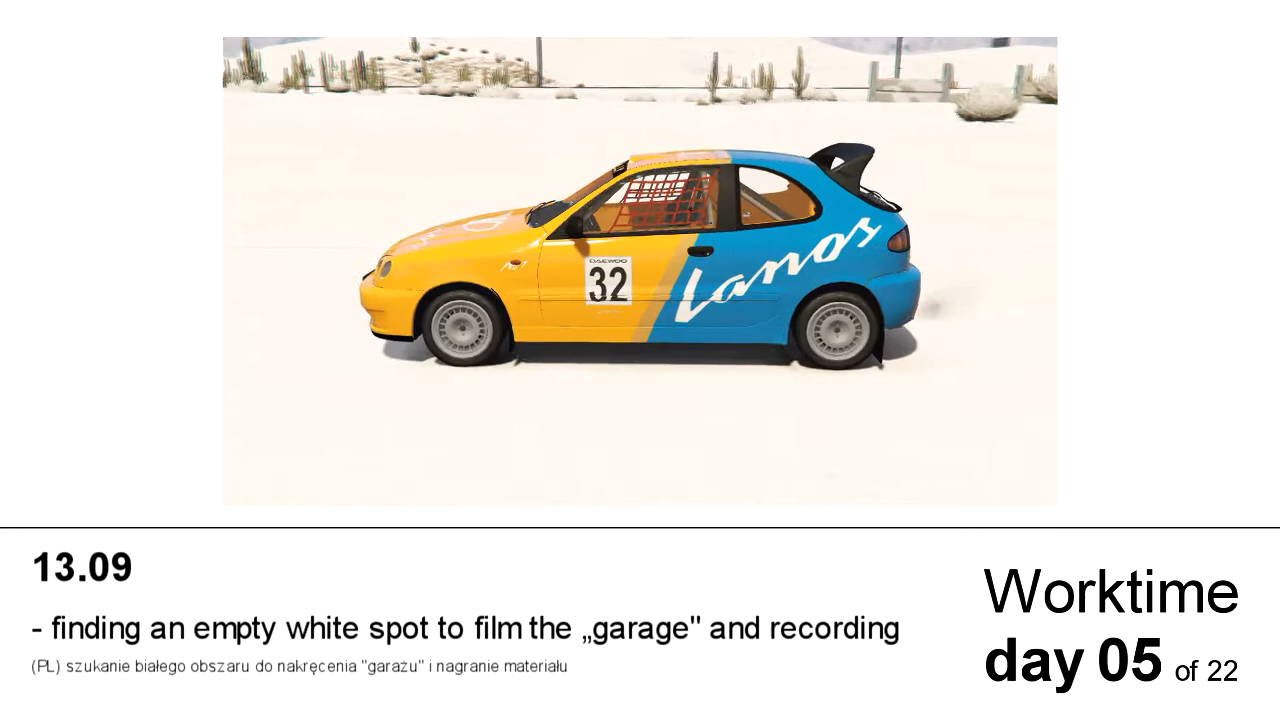 DAEWOO
32
Lanos
13.09
- finding an empty white spot to film the „garage" and recording
(PL) szukanie białego obszaru do nakręcenia "garażu" i nagranie materiału
Worktime
day 05 of 22